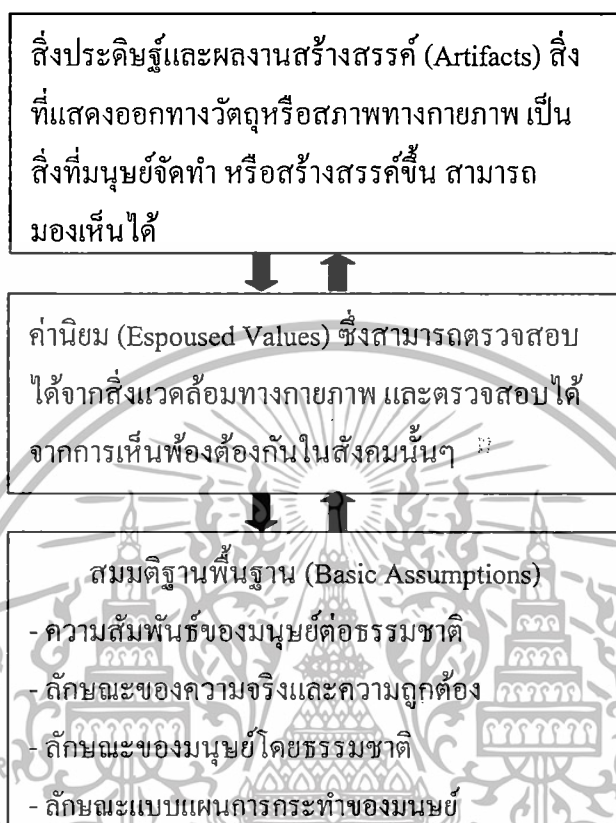 สิ่งประดิษฐ์และผลงานสร้างสรรค์ (Artifacts) สิ่ง
ที่แสดงออกทางวัตถุหรือสภาพทางกายภาพ เป็น
สิ่งที่มนุษย์จัดทำ หรือสร้างสรรค์ขึ้น สามารถ
มองเห็นได้
ค่านิยม (Espoused Values) ซึ่งสามารถตรวจสอบ
ได้จากสิ่งแวดล้อมทางกายภาพ และตรวจสอบได้
จากการเห็นพ้องต้องกันในสังคมนั้นๆ
สมมติฐานพื้นฐาน (Basic Assumptions)
- ความสัมพันธ์ของมนุษย์ต่อธรรมชาติ
- ลักษณะของความจริงและความถูกต้อง
- ลักษณะของมนุษย์โดยธรรมชาติ
- ลักษณะแบบแผนการกระทำของมนุษย์